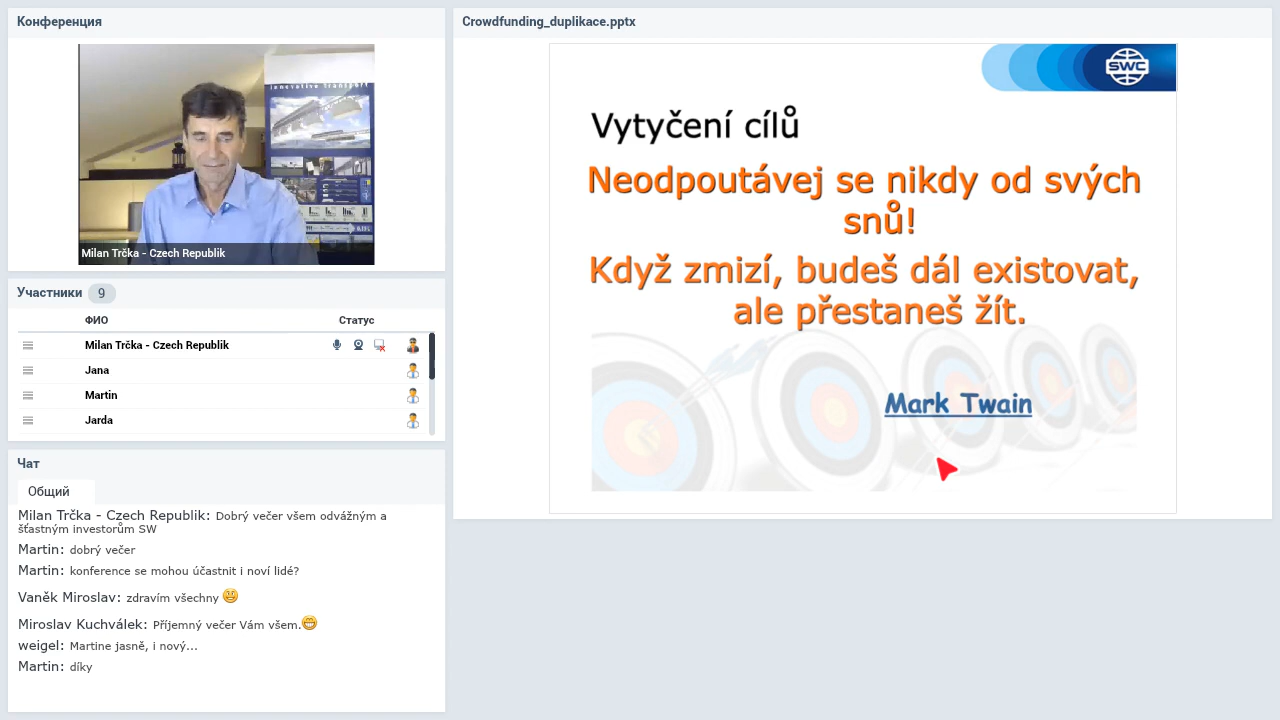 Конференция
innovative transport
Milan Trčka - Czech Republik
Участники 9
ФИО Статус
Milan Trčka - Czech Republik
Jana
Martin
Jarda
Чат
Общий
Milan Trčka - Czech Republik: Dobrý večer všem odvážným a
šťastným investorům SW
Martin: dobrý večer
Martin: konference se mohou účastnit i noví lidé?
Vaněk Miroslav: zdravím všechny
Miroslav Kuchválek: Příjemný večer Vám všem.
weigel: Martine jasně, i nový...
Martin: díky
Crowdfunding_duplikace.pptx
SWC
Vytyčení cílů
Neodpoutávej se nikdy od svých
snů!
Když zmizí, budeš dál existovat,
ale přestaneš žít.
Mark Twain